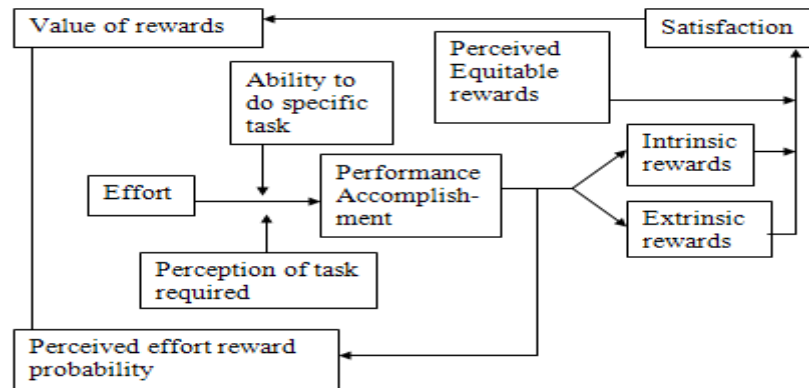 Value of rewards
Satisfaction
Perceived
Equitable
rewards
Ability to
do specific
task
Intrinsic
rewards
Performance
Accomplish-
ment
Effort
Extrinsic
rewards
Perception of task
required
Perceived effort reward
probability